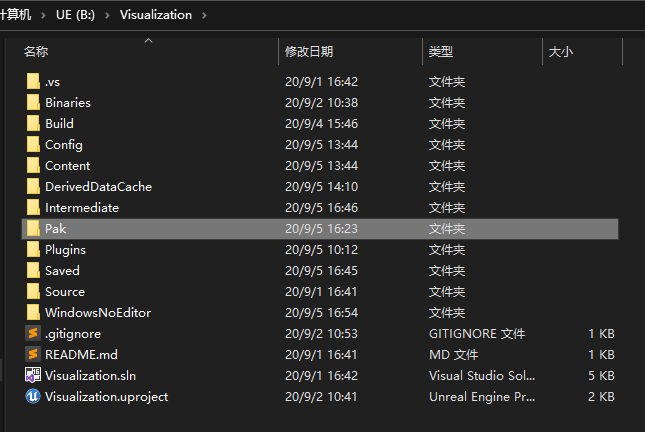 计算机 > UE (B:) > Visualization >
名称 修改日期 类型 大小
.vs 20/9/1 16:42 文件夹
Binaries 20/9/2 10:38 文件夹
Build 20/9/4 15:46 文件夹
Config 20/9/5 13:44 文件夹
Content 20/9/5 13:44 文件夹
DerivedDataCache 20/9/5 14:10 文件夹
Intermediate 20/9/5 16:46 文件夹
Pak 20/9/5 16:23 文件夹
Plugins 20/9/5 10:12 文件夹
Saved 20/9/5 16:45 文件夹
Source 20/9/1 16:41 文件夹
WindowsNoEditor 20/9/5 16:54 文件夹
.gitignore 20/9/2 10:53 GITIGNORE 文件 1 KB
README.md 20/9/1 16:41 MD 文件 1 KB
Visualization.sln 20/9/1 16:42 Visual Studio Sol... 5 KB
Visualization.uproject 20/9/2 10:41 Unreal Engine Pr... 2 KB